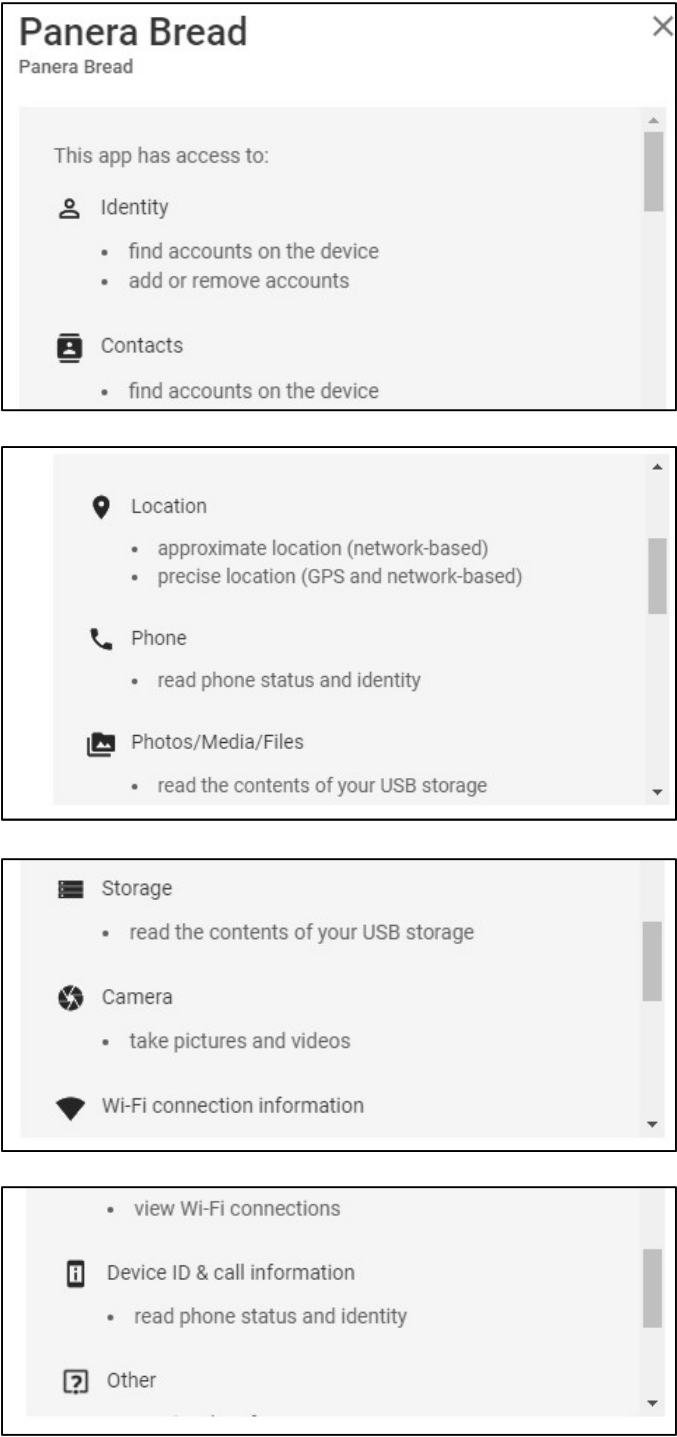 Panera Bread
Panera Bread
This app has access to:
Identity
find accounts on the device
add or remove accounts
Contacts
find accounts on the device
Location
approximate location (network-based)
precise location (GPS and network-based)
Phone
read phone status and identity
Photos/Media/Files
read the contents of your USB storage
Storage
read the contents of your USB storage
Camera
take pictures and videos
Wi-Fi connection information
view Wi-Fi connections
Device ID & call information
read phone status and identity
Other